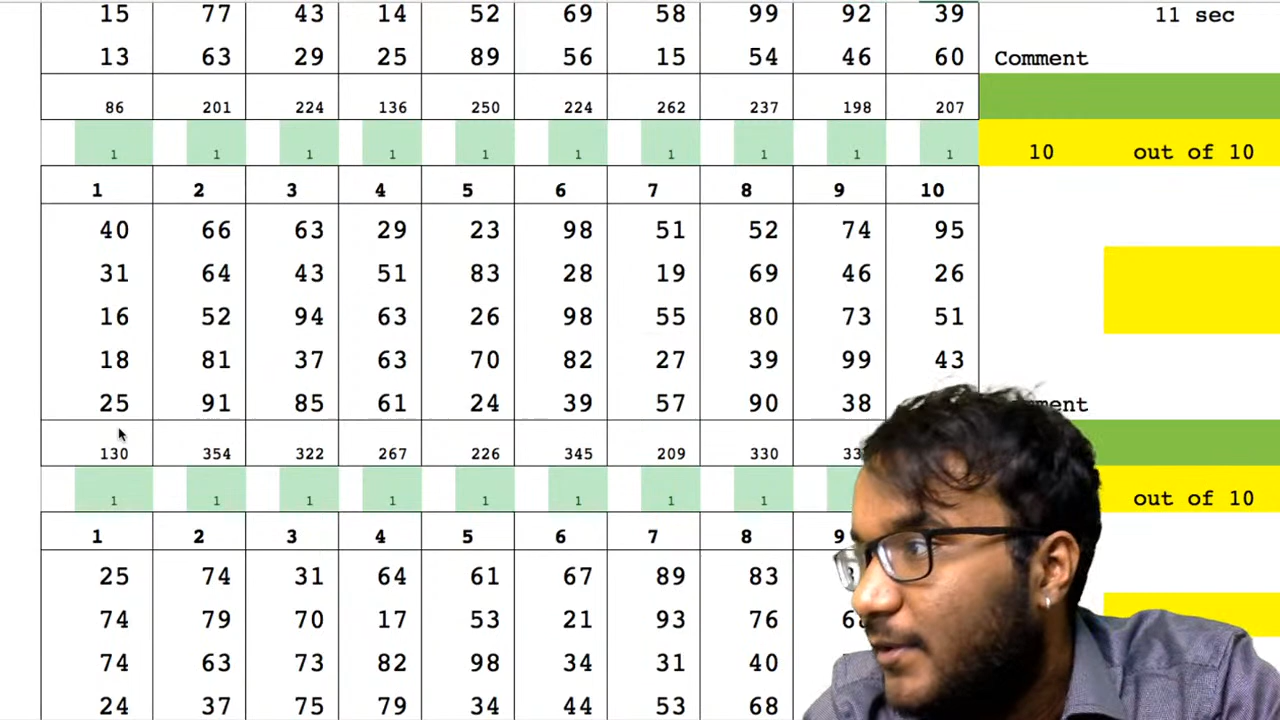 15 77 43 14 52 69 58 99 92 39 11 sec
13 63 29 25 89 56 15 54 46 60 Comment
86 201 224 136 250 224 262 237 198 207
1 1 1 1 1 1 1 1 1 1 10 out of 10
1 2 3 4 5 6 7 8 9 10
40 66 63 29 23 98 51 52 74 95
31 64 43 51 83 28 19 69 46 26
16 52 94 63 26 98 55 80 73 51
18 81 37 63 70 82 27 39 99 43
25 91 85 61 24 39 57 90 38
130 354 322 267 226 345 209 330
1 1 1 1 1 1 1 1 out of 10
1 2 3 4 5 6 7 8 9
25 74 31 64 61 67 89 83
74 79 70 17 53 21 93 76
74 63 73 82 98 34 31 40
24 37 75 79 34 44 53 68